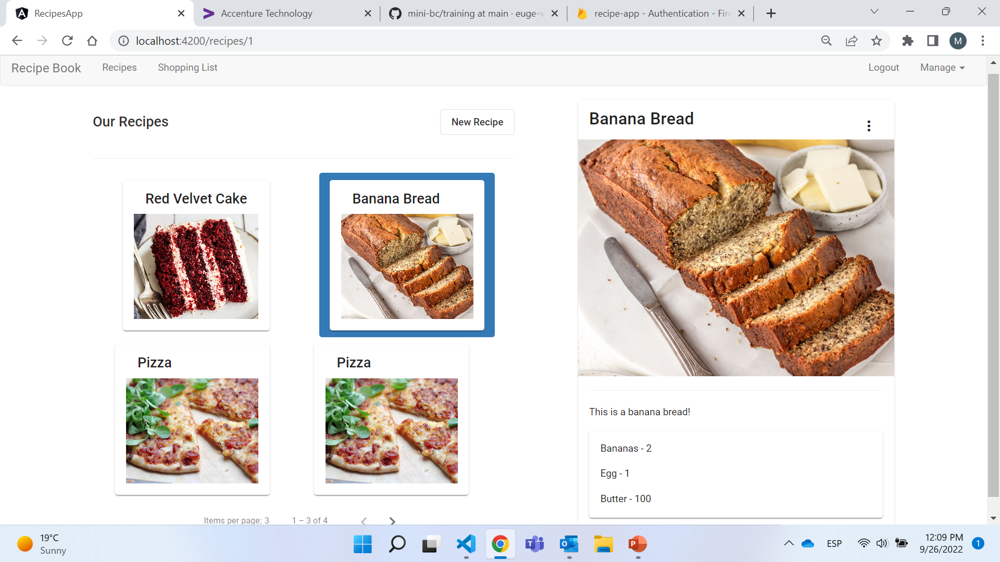 RecipesApp
Accenture Technology
mini-bc/training at main · euge-v
recipe-app - Authentication - Fire
localhost:4200/recipes/1
M
Recipe Book
Recipes
Shopping List
Logout
Manage
Our Recipes
New Recipe
Red Velvet Cake
Banana Bread
Pizza
Pizza
Items per page: 3
1 – 3 of 4
Banana Bread
This is a banana bread!
Bananas - 2
Egg - 1
Butter - 100
19°C
Sunny
ESP
12:09 PM
9/26/2022
1